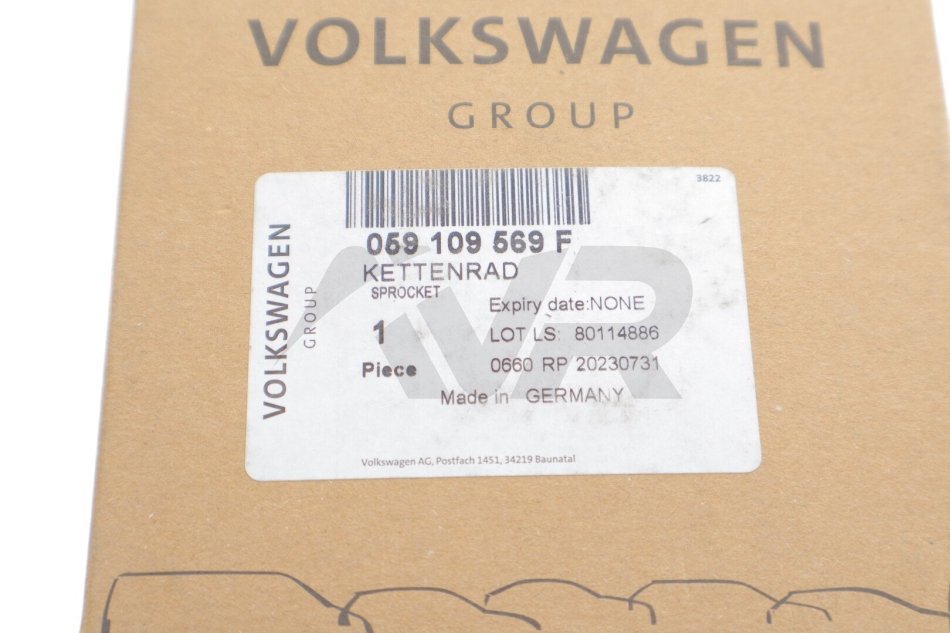 VOLKSWAGEN
GROUP
3822
059 109 569 F
KETTENRAD
SPROCKET
Expiry date:NONE
1
LOT LS: 80114886
Piece
0660 RP 20230731
Made in GERMANY
VOLKSWAGEN
GROUP
Volkswagen AG, Postfach 1451, 34219 Baunatal
VR